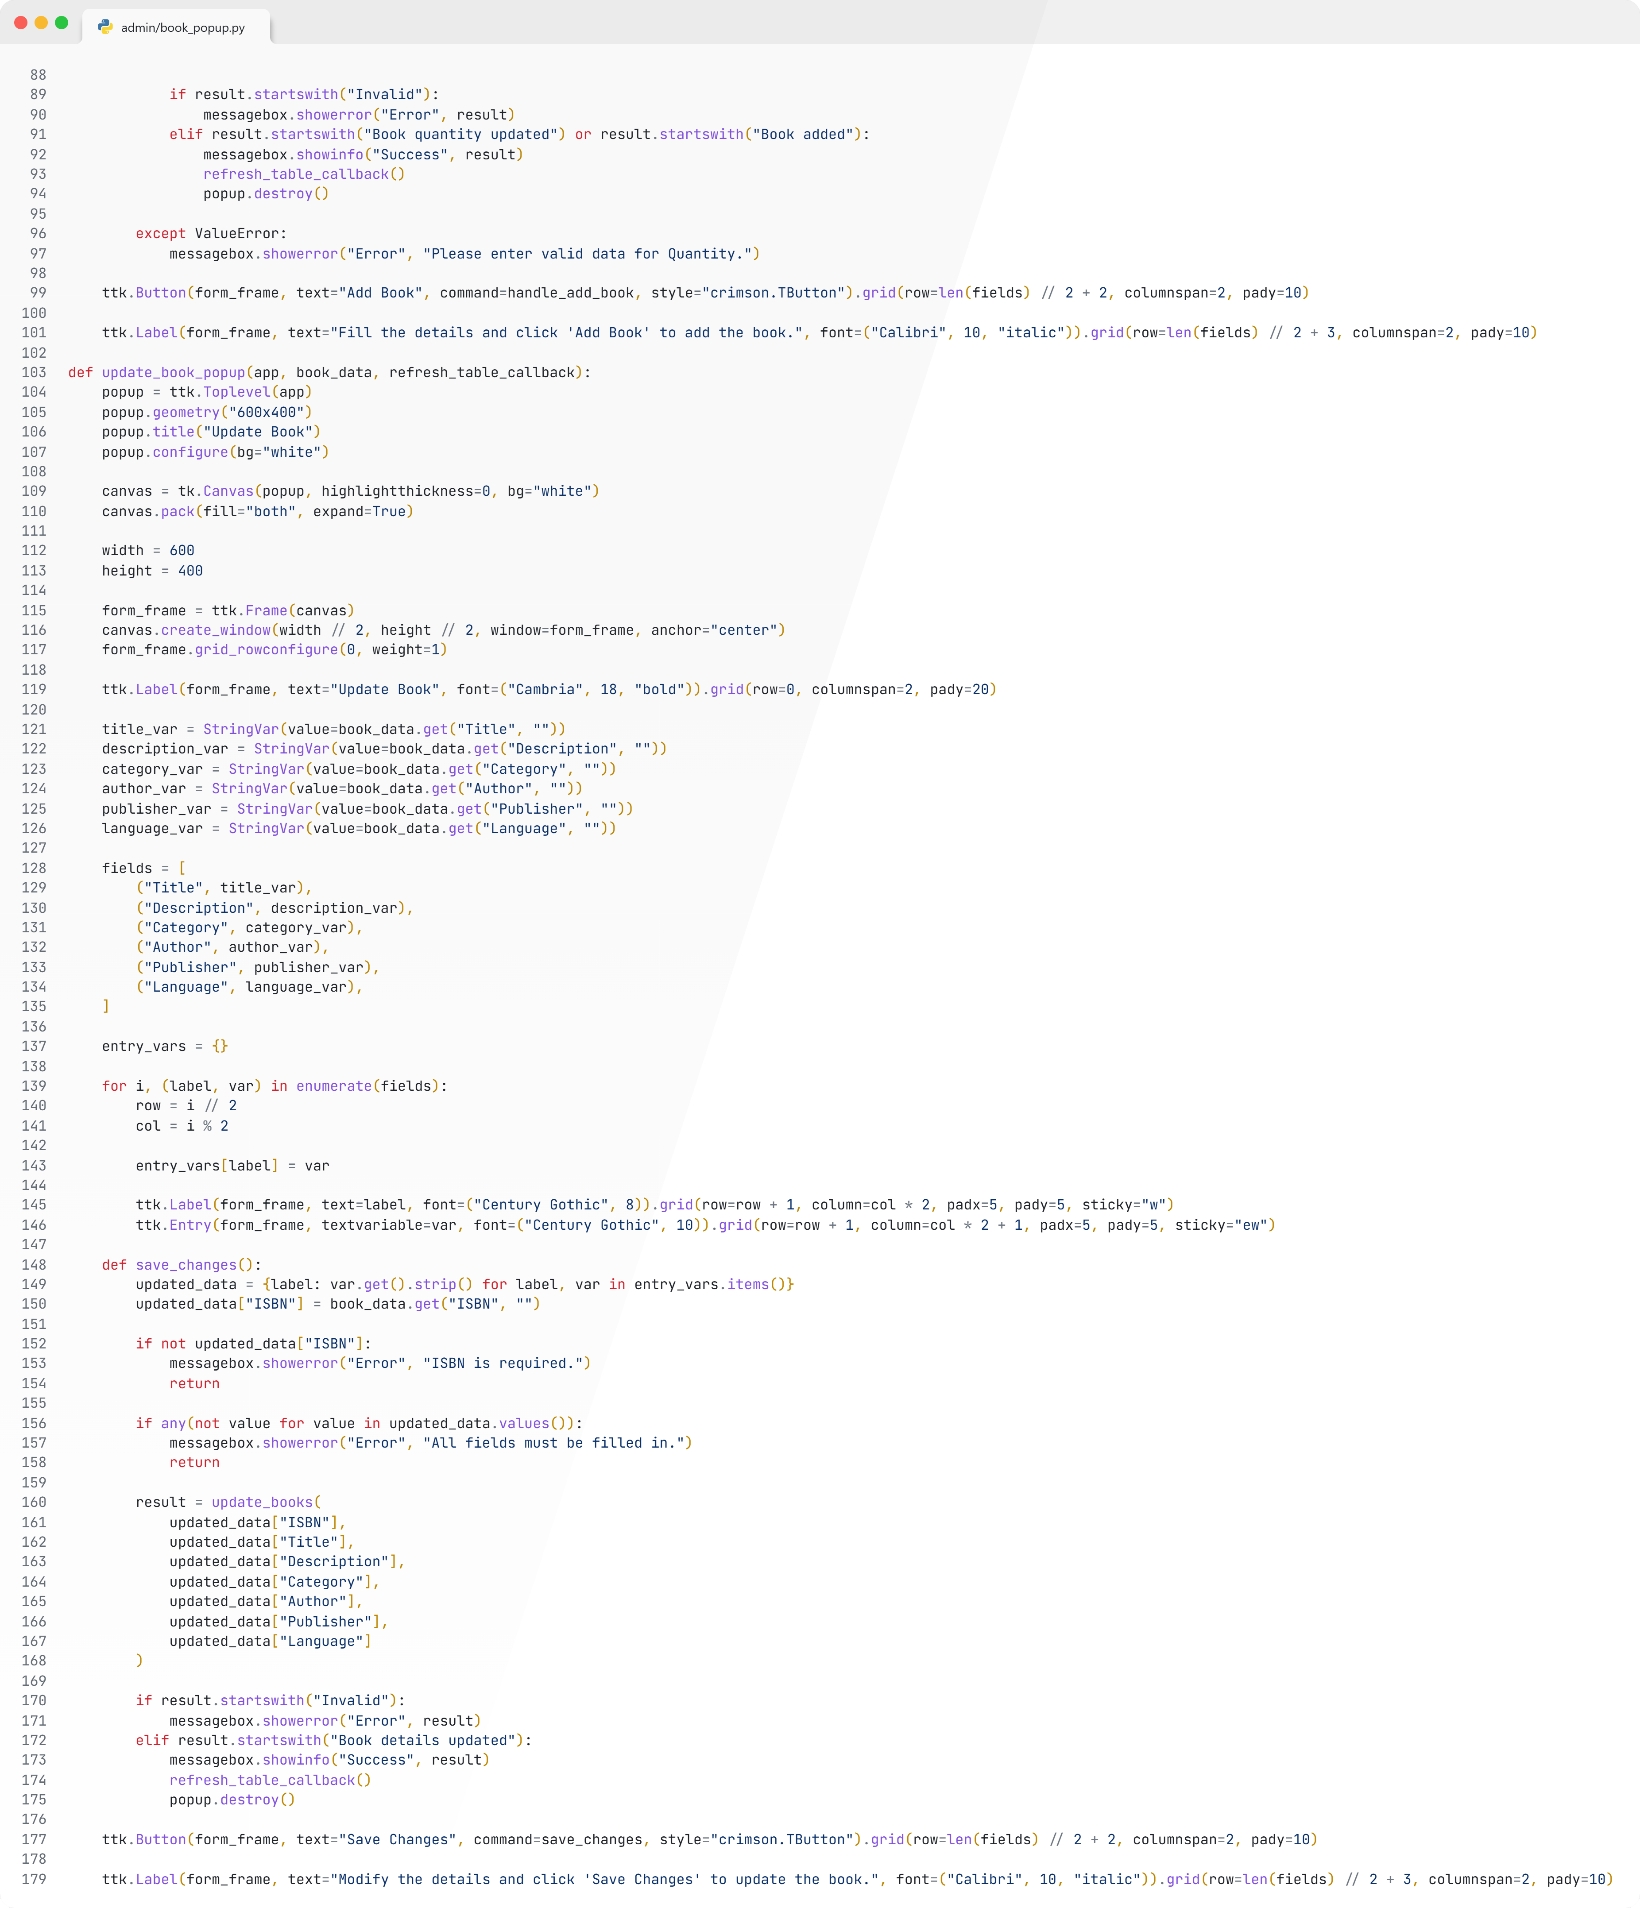 admin/book_popup.py
88
89 if result.startswith("Invalid"):
90 messagebox.showerror("Error", result)
91 elif result.startswith("Book quantity updated") or result.startswith("Book added"):
92 messagebox.showinfo("Success", result)
93 refresh_table_callback()
94 popup.destroy()
95
96 except ValueError:
97 messagebox.showerror("Error", "Please enter valid data for Quantity.")
98
99 ttk.Button(form_frame, text="Add Book", command=handle_add_book, style="crimson.TButton").grid(row=len(fields) // 2 + 2, columnspan=2, pady=10)
100
101 ttk.Label(form_frame, text="Fill the details and click 'Add Book' to add the book.", font=("Calibri", 10, "italic")).grid(row=len(fields) // 2 + 3, columnspan=2, pady=10)
102
103 def update_book_popup(app, book_data, refresh_table_callback):
104 popup = ttk.Toplevel(app)
105 popup.geometry("600x400")
106 popup.title("Update Book")
107 popup.configure(bg="white")
108
109 canvas = tk.Canvas(popup, highlightthickness=0, bg="white")
110 canvas.pack(fill="both", expand=True)
111
112 width = 600
113 height = 400
114
115 form_frame = ttk.Frame(canvas)
116 canvas.create_window(width // 2, height // 2, window=form_frame, anchor="center")
117 form_frame.grid_rowconfigure(0, weight=1)
118
119 ttk.Label(form_frame, text="Update Book", font=("Cambria", 18, "bold")).grid(row=0, columnspan=2, pady=20)
120
121 title_var = StringVar(value=book_data.get("Title", ""))
122 description_var = StringVar(value=book_data.get("Description", ""))
123 category_var = StringVar(value=book_data.get("Category", ""))
124 author_var = StringVar(value=book_data.get("Author", ""))
125 publisher_var = StringVar(value=book_data.get("Publisher", ""))
126 language_var = StringVar(value=book_data.get("Language", ""))
127
128 fields = [
129 ("Title", title_var),
130 ("Description", description_var),
131 ("Category", category_var),
132 ("Author", author_var),
133 ("Publisher", publisher_var),
134 ("Language", language_var),
135 ]
136
137 entry_vars = {}
138
139 for i, (label, var) in enumerate(fields):
140 row = i // 2
141 col = i % 2
142
143 entry_vars[label] = var
144
145 ttk.Label(form_frame, text=label, font=("Century Gothic", 8)).grid(row=row + 1, column=col * 2, padx=5, pady=5, sticky="w")
146 ttk.Entry(form_frame, textvariable=var, font=("Century Gothic", 10)).grid(row=row + 1, column=col * 2 + 1, padx=5, pady=5, sticky="ew")
147
148 def save_changes():
149 updated_data = {label: var.get().strip() for label, var in entry_vars.items()}
150 updated_data["ISBN"] = book_data.get("ISBN", "")
151
152 if not updated_data["ISBN"]:
153 messagebox.showerror("Error", "ISBN is required.")
154 return
155
156 if any(not value for value in updated_data.values()):
157 messagebox.showerror("Error", "All fields must be filled in.")
158 return
159
160 result = update_books(
161 updated_data["ISBN"],
162 updated_data["Title"],
163 updated_data["Description"],
164 updated_data["Category"],
165 updated_data["Author"],
166 updated_data["Publisher"],
167 updated_data["Language"]
168 )
169
170 if result.startswith("Invalid"):
171 messagebox.showerror("Error", result)
172 elif result.startswith("Book details updated"):
173 messagebox.showinfo("Success", result)
174 refresh_table_callback()
175 popup.destroy()
176
177 ttk.Button(form_frame, text="Save Changes", command=save_changes, style="crimson.TButton").grid(row=len(fields) // 2 + 2, columnspan=2, pady=10)
178
179 ttk.Label(form_frame, text="Modify the details and click 'Save Changes' to update the book.", font=("Calibri", 10, "italic")).grid(row=len(fields) // 2 + 3, columnspan=2, pady=10)